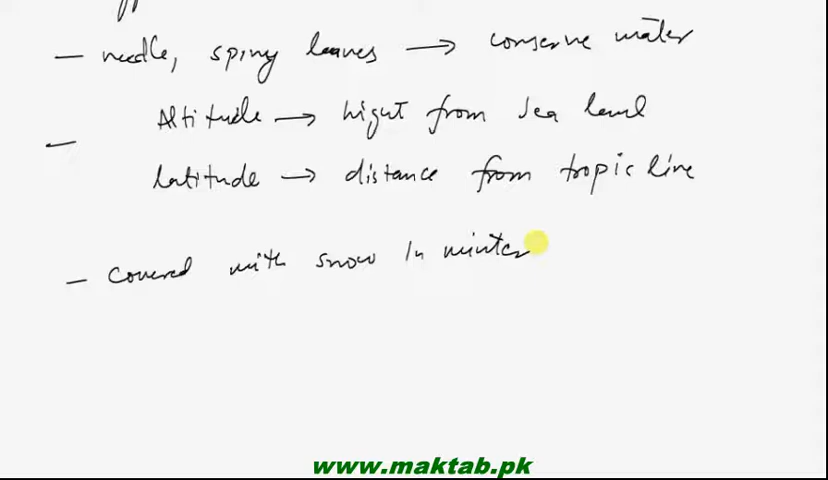 — needle, spiny leaves → conserve water
Altitude → hight from sea level
—
latitude → distance from tropic line
— covered with snow In winter
www.maktab.pk